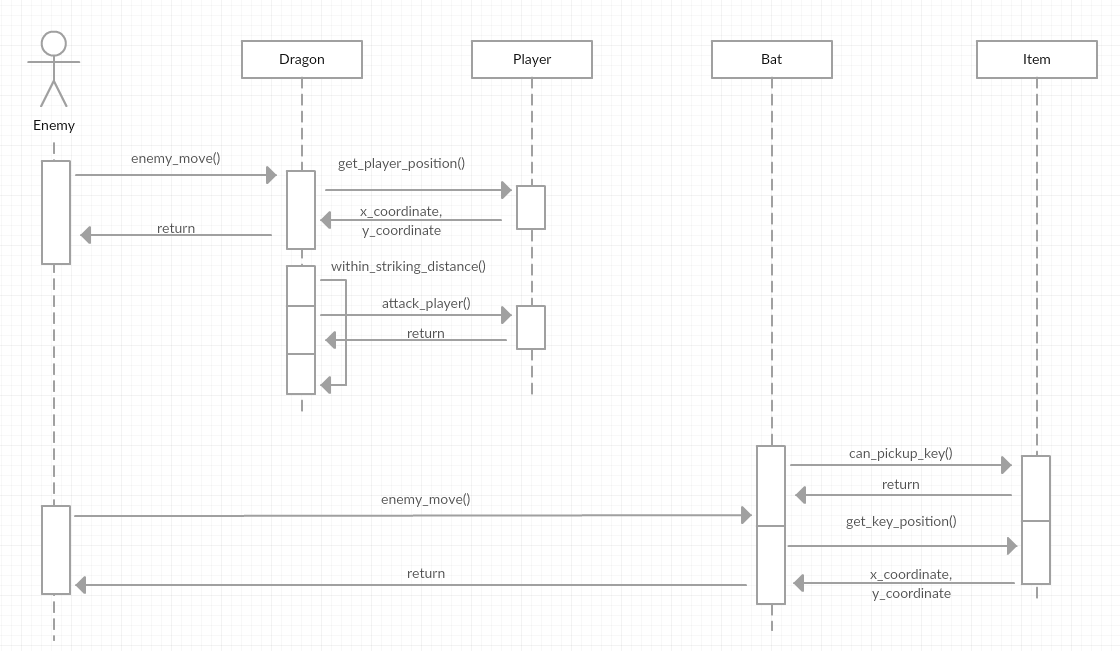 Dragon
Player
Bat
Item
Enemy
enemy_move()
get_player_position()
x_coordinate,
y_coordinate
return
within_striking_distance()
attack_player()
return
can_pickup_key()
return
enemy_move()
get_key_position()
return
x_coordinate,
y_coordinate